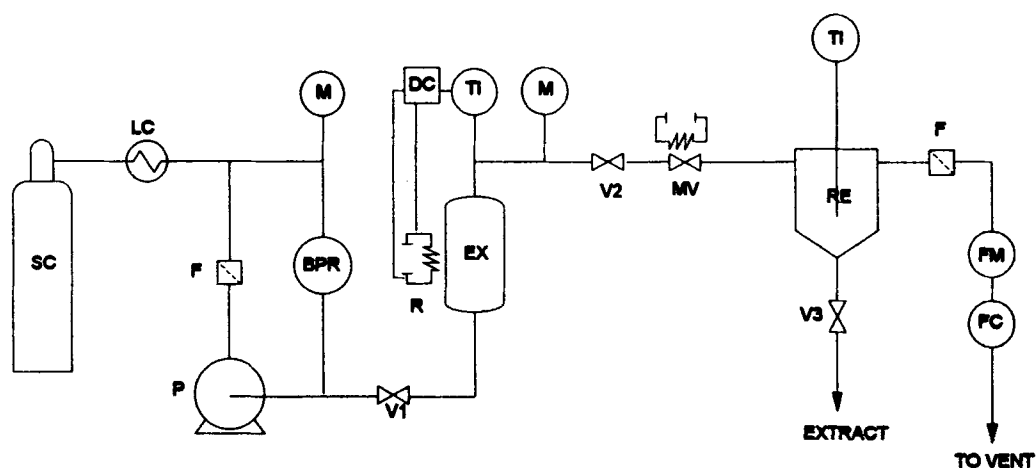 TI
M
DC
TI
M
LC
F
V2
MV
RE
SC
F
BPR
EX
R
FM
V3
FC
P
V1
EXTRACT
TO VENT